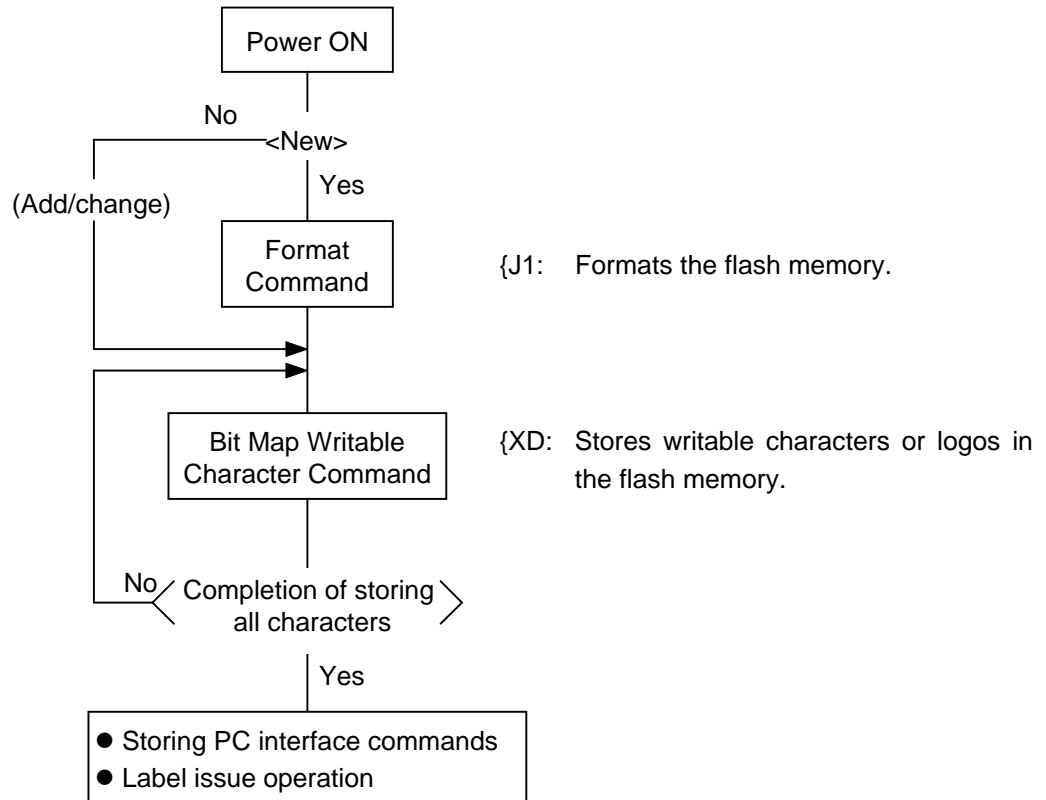 Power ON
No
<New>
Yes
(Add/change)
Format
Command
{J1: Formats the flash memory.
Bit Map Writable
Character Command
{XD: Stores writable characters or logos in
the flash memory.
No
Completion of storing
all characters
Yes
● Storing PC interface commands
● Label issue operation